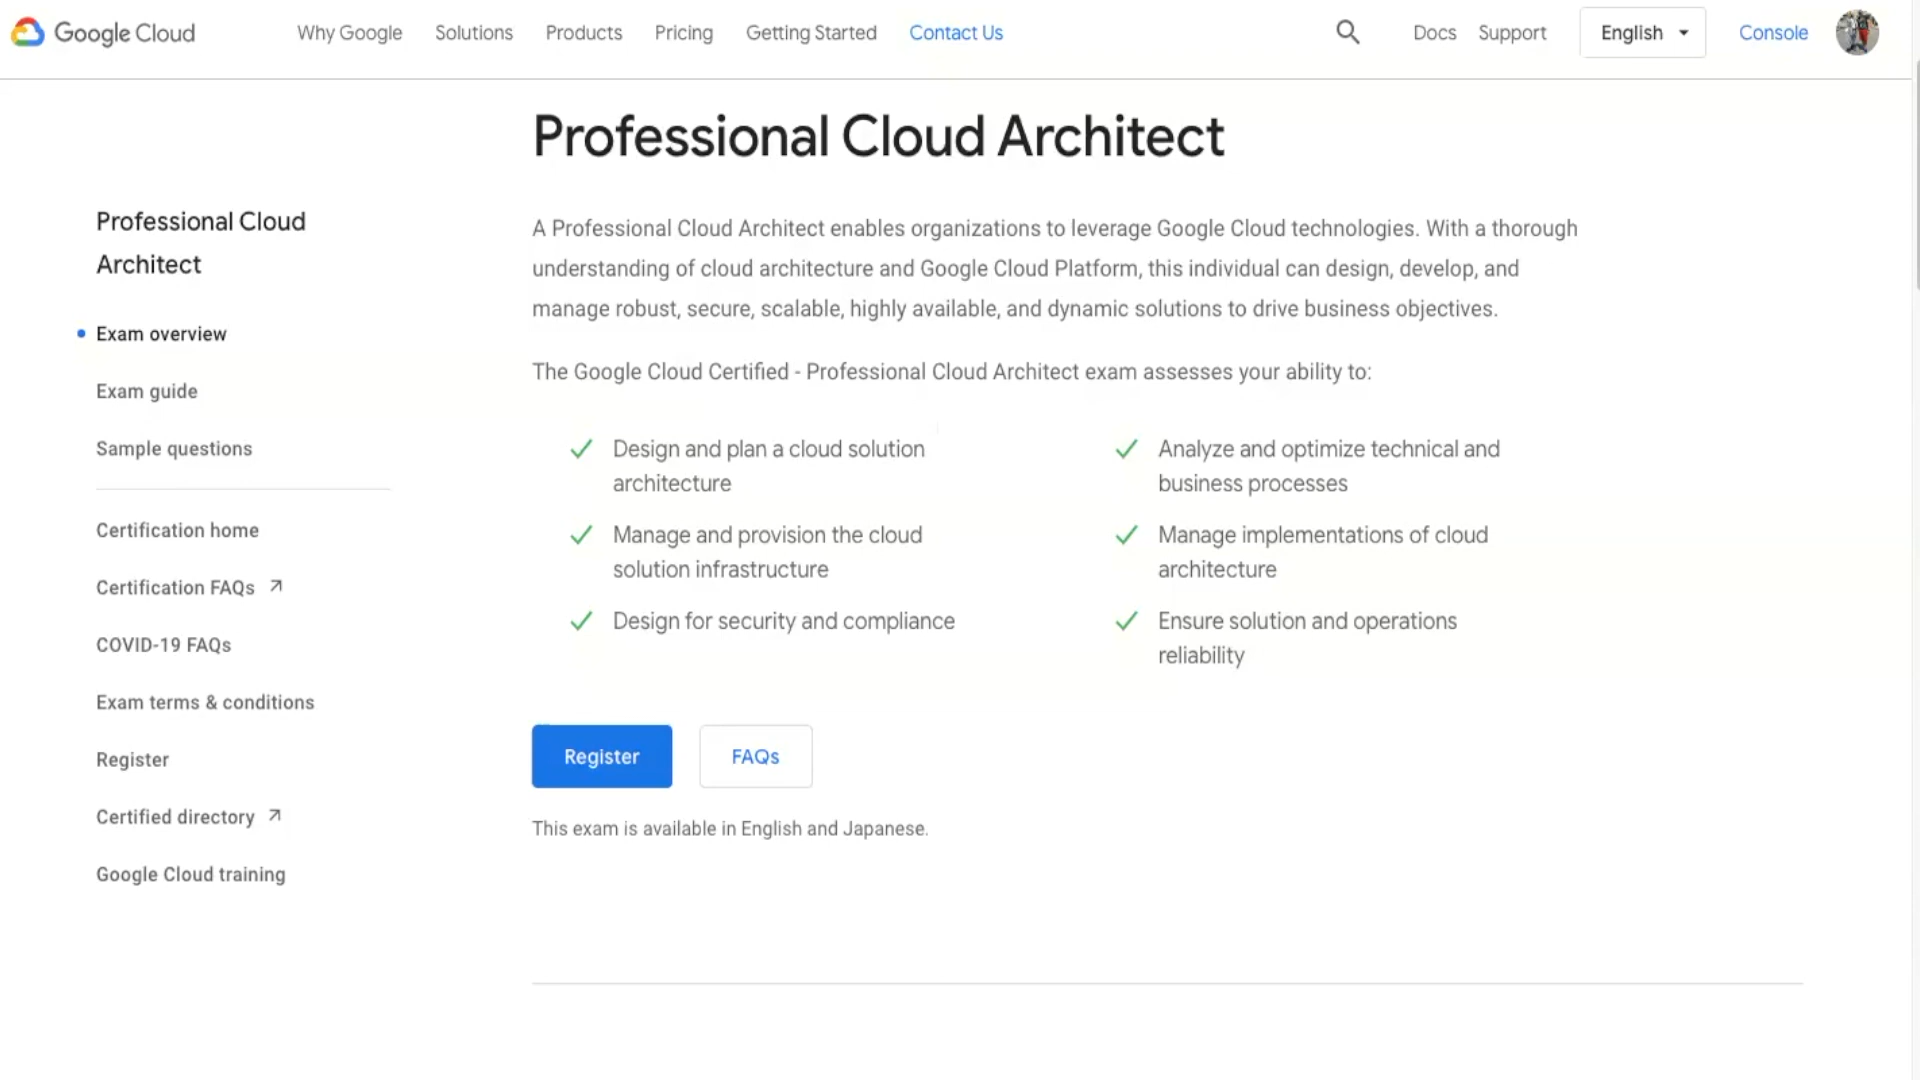 Google Cloud
Why Google
Solutions
Products
Pricing
Getting Started
Contact Us
Docs
Support
English
Console
Professional Cloud
Architect
Exam overview
Exam guide
Sample questions
Certification home
Certification FAQs
COVID-19 FAQs
Exam terms & conditions
Register
Certified directory
Google Cloud training
Professional Cloud Architect
A Professional Cloud Architect enables organizations to leverage Google Cloud technologies. With a thorough
understanding of cloud architecture and Google Cloud Platform, this individual can design, develop, and
manage robust, secure, scalable, highly available, and dynamic solutions to drive business objectives.
The Google Cloud Certified - Professional Cloud Architect exam assesses your ability to:
Design and plan a cloud solution
architecture
Manage and provision the cloud
solution infrastructure
Design for security and compliance
Analyze and optimize technical and
business processes
Manage implementations of cloud
architecture
Ensure solution and operations
reliability
Register
FAQs
This exam is available in English and Japanese.